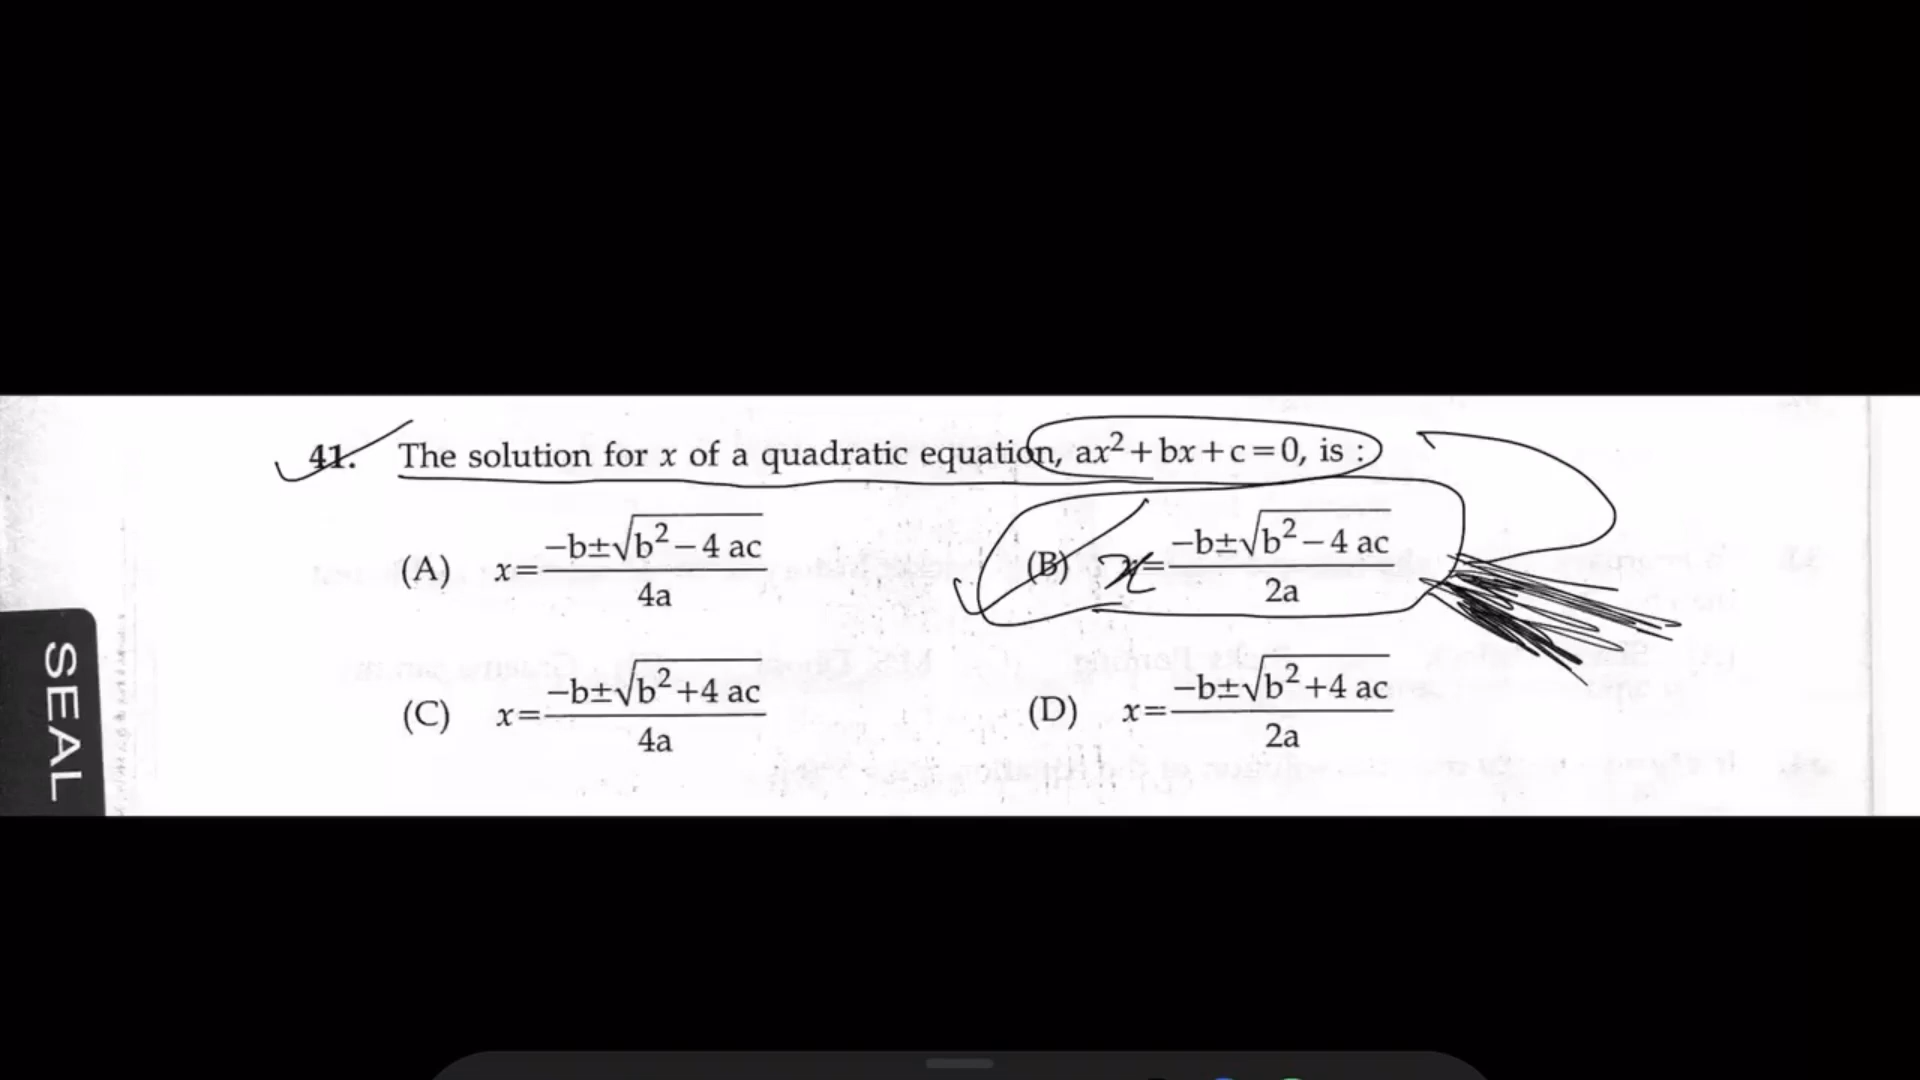 41. The solution for x of a quadratic equation, ax²+bx+c=0, is :
(A) x=(-b±√(b²-4 ac))/4a
(B) x=(-b±√(b²-4 ac))/2a
(C) x=(-b±√(b²+4 ac))/4a
(D) x=(-b±√(b²+4 ac))/2a
SEAL